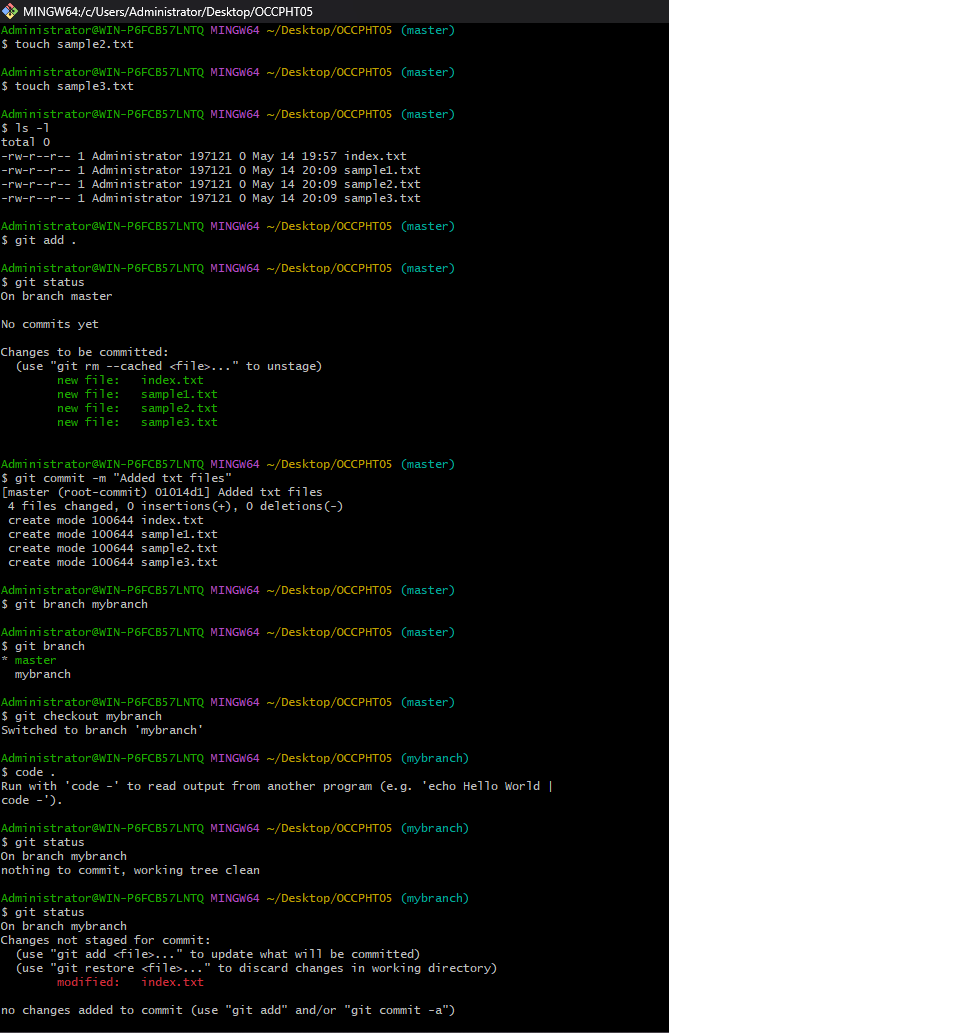 MINGW64:/c/Users/Administrator/Desktop/OCCPHT05
Administrator@WIN-P6FCB57LNTQ MINGW64 ~/Desktop/OCCPHT05 (master)
$ touch sample2.txt
Administrator@WIN-P6FCB57LNTQ MINGW64 ~/Desktop/OCCPHT05 (master)
$ touch sample3.txt
Administrator@WIN-P6FCB57LNTQ MINGW64 ~/Desktop/OCCPHT05 (master)
$ ls -l
total 0
-rw-r--r-- 1 Administrator 197121 0 May 14 19:57 index.txt
-rw-r--r-- 1 Administrator 197121 0 May 14 20:09 sample1.txt
-rw-r--r-- 1 Administrator 197121 0 May 14 20:09 sample2.txt
-rw-r--r-- 1 Administrator 197121 0 May 14 20:09 sample3.txt
Administrator@WIN-P6FCB57LNTQ MINGW64 ~/Desktop/OCCPHT05 (master)
$ git add .
Administrator@WIN-P6FCB57LNTQ MINGW64 ~/Desktop/OCCPHT05 (master)
$ git status
On branch master
No commits yet
Changes to be committed:
  (use "git rm --cached <file>..." to unstage)
        new file:   index.txt
        new file:   sample1.txt
        new file:   sample2.txt
        new file:   sample3.txt
Administrator@WIN-P6FCB57LNTQ MINGW64 ~/Desktop/OCCPHT05 (master)
$ git commit -m "Added txt files"
[master (root-commit) 01014d1] Added txt files
 4 files changed, 0 insertions(+), 0 deletions(-)
 create mode 100644 index.txt
 create mode 100644 sample1.txt
 create mode 100644 sample2.txt
 create mode 100644 sample3.txt
Administrator@WIN-P6FCB57LNTQ MINGW64 ~/Desktop/OCCPHT05 (master)
$ git branch mybranch
Administrator@WIN-P6FCB57LNTQ MINGW64 ~/Desktop/OCCPHT05 (master)
$ git branch
* master
  mybranch
Administrator@WIN-P6FCB57LNTQ MINGW64 ~/Desktop/OCCPHT05 (master)
$ git checkout mybranch
Switched to branch 'mybranch'
Administrator@WIN-P6FCB57LNTQ MINGW64 ~/Desktop/OCCPHT05 (mybranch)
$ code .
Run with 'code -' to read output from another program (e.g. 'echo Hello World |
code -').
Administrator@WIN-P6FCB57LNTQ MINGW64 ~/Desktop/OCCPHT05 (mybranch)
$ git status
On branch mybranch
nothing to commit, working tree clean
Administrator@WIN-P6FCB57LNTQ MINGW64 ~/Desktop/OCCPHT05 (mybranch)
$ git status
On branch mybranch
Changes not staged for commit:
  (use "git add <file>..." to update what will be committed)
  (use "git restore <file>..." to discard changes in working directory)
        modified:   index.txt
no changes added to commit (use "git add" and/or "git commit -a")